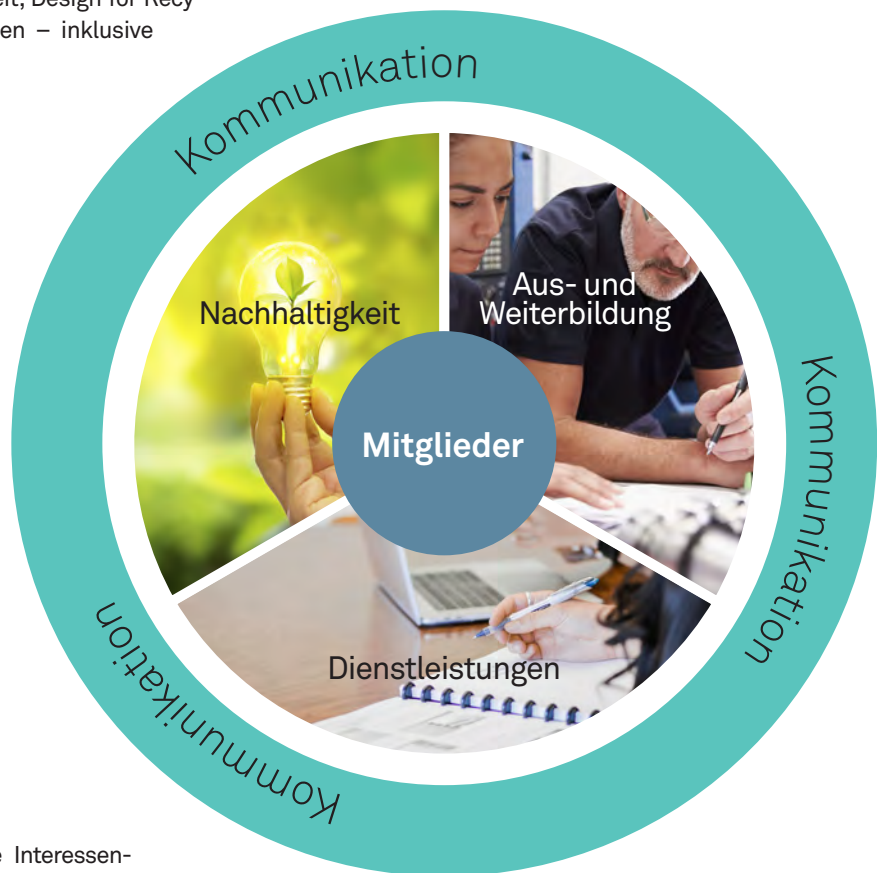 eit, Design for Recy
en – inklusive
Kommunikation
Nachhaltigkeit
Aus- und
Weiterbildung
Kommunikation
Mitglieder
Dienstleistungen
Kommunikation
e Interessen-